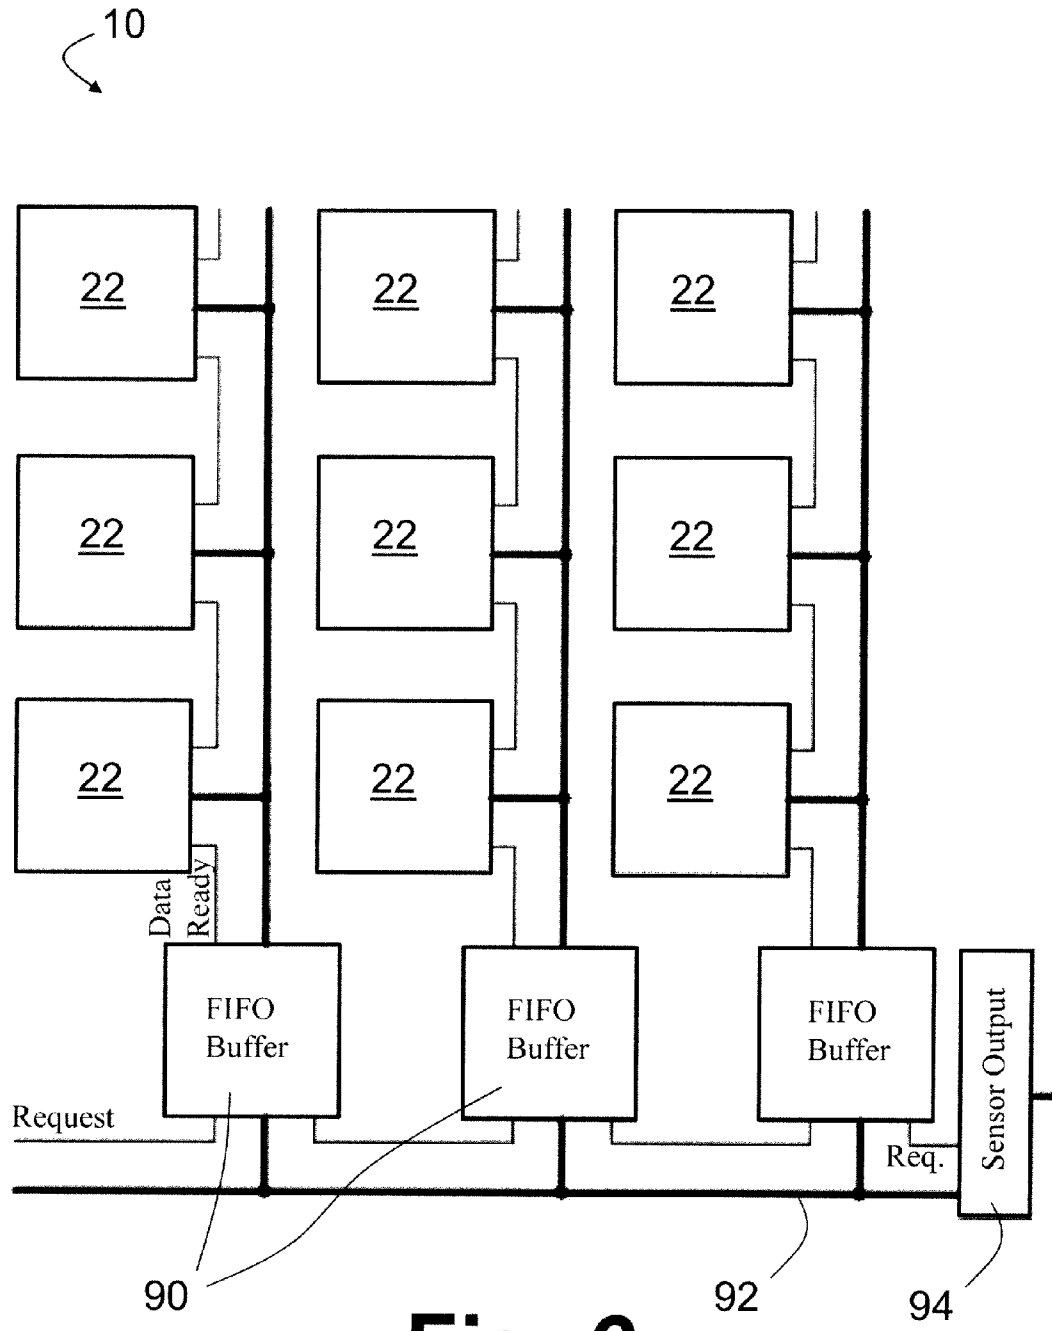 10
22 22 22
22 22 22
22 22 22
Data
Ready
FIFO
Buffer
FIFO
Buffer
FIFO
Buffer
Sensor Output
Request
Req.
90
92
94